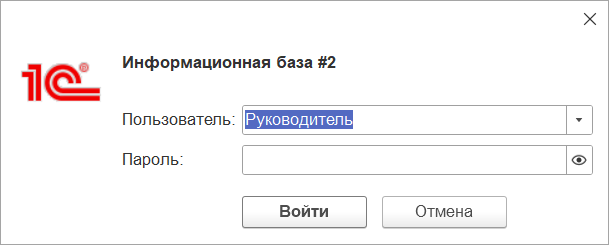 1С®
Информационная база #2
Пользователь: Руководитель
Пароль:
Войти Отмена